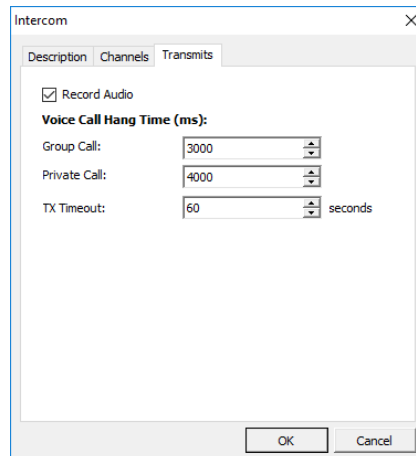 Intercom
Description Channels Transmits
Record Audio
Voice Call Hang Time (ms):
Group Call: 3000
Private Call: 4000
TX Timeout: 60 seconds
OK Cancel